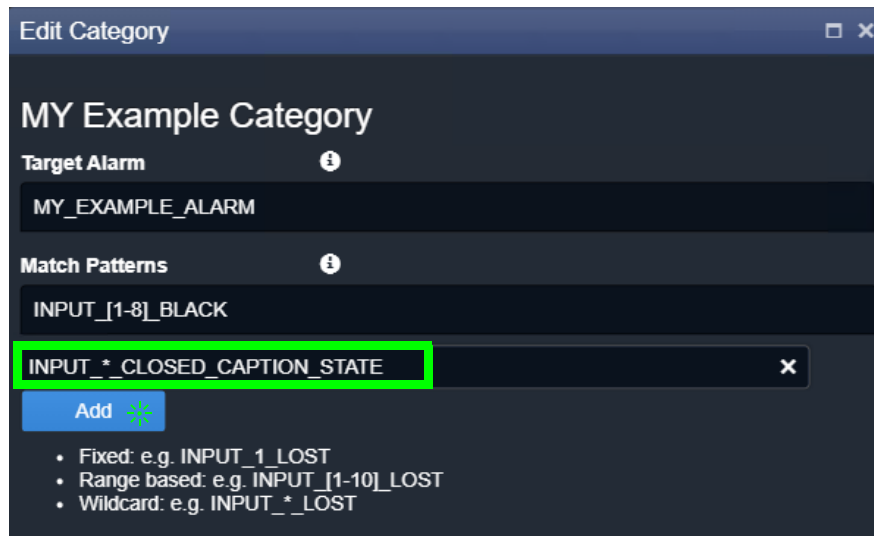 Edit Category
MY Example Category
Target Alarm
MY_EXAMPLE_ALARM
Match Patterns
INPUT_[1-8]_BLACK
INPUT_*_CLOSED_CAPTION_STATE
Add
• Fixed: e.g. INPUT_1_LOST
• Range based: e.g. INPUT_[1-10]_LOST
• Wildcard: e.g. INPUT_*_LOST